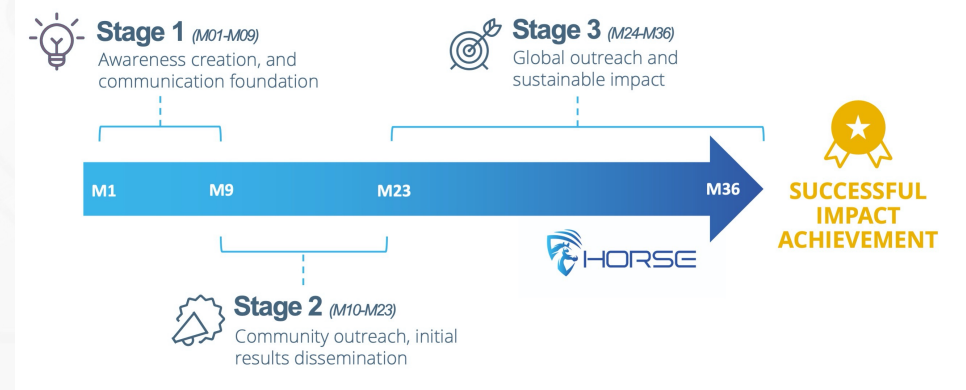 Stage 1 (M01-M09)
Awareness creation, and
communication foundation
Stage 3 (M24-M36)
Global outreach and
sustainable impact
M1
M9
M23
M36
SUCCESSFUL
IMPACT
ACHIEVEMENT
HORSE
Stage 2 (M10-M23)
Community outreach, initial
results dissemination